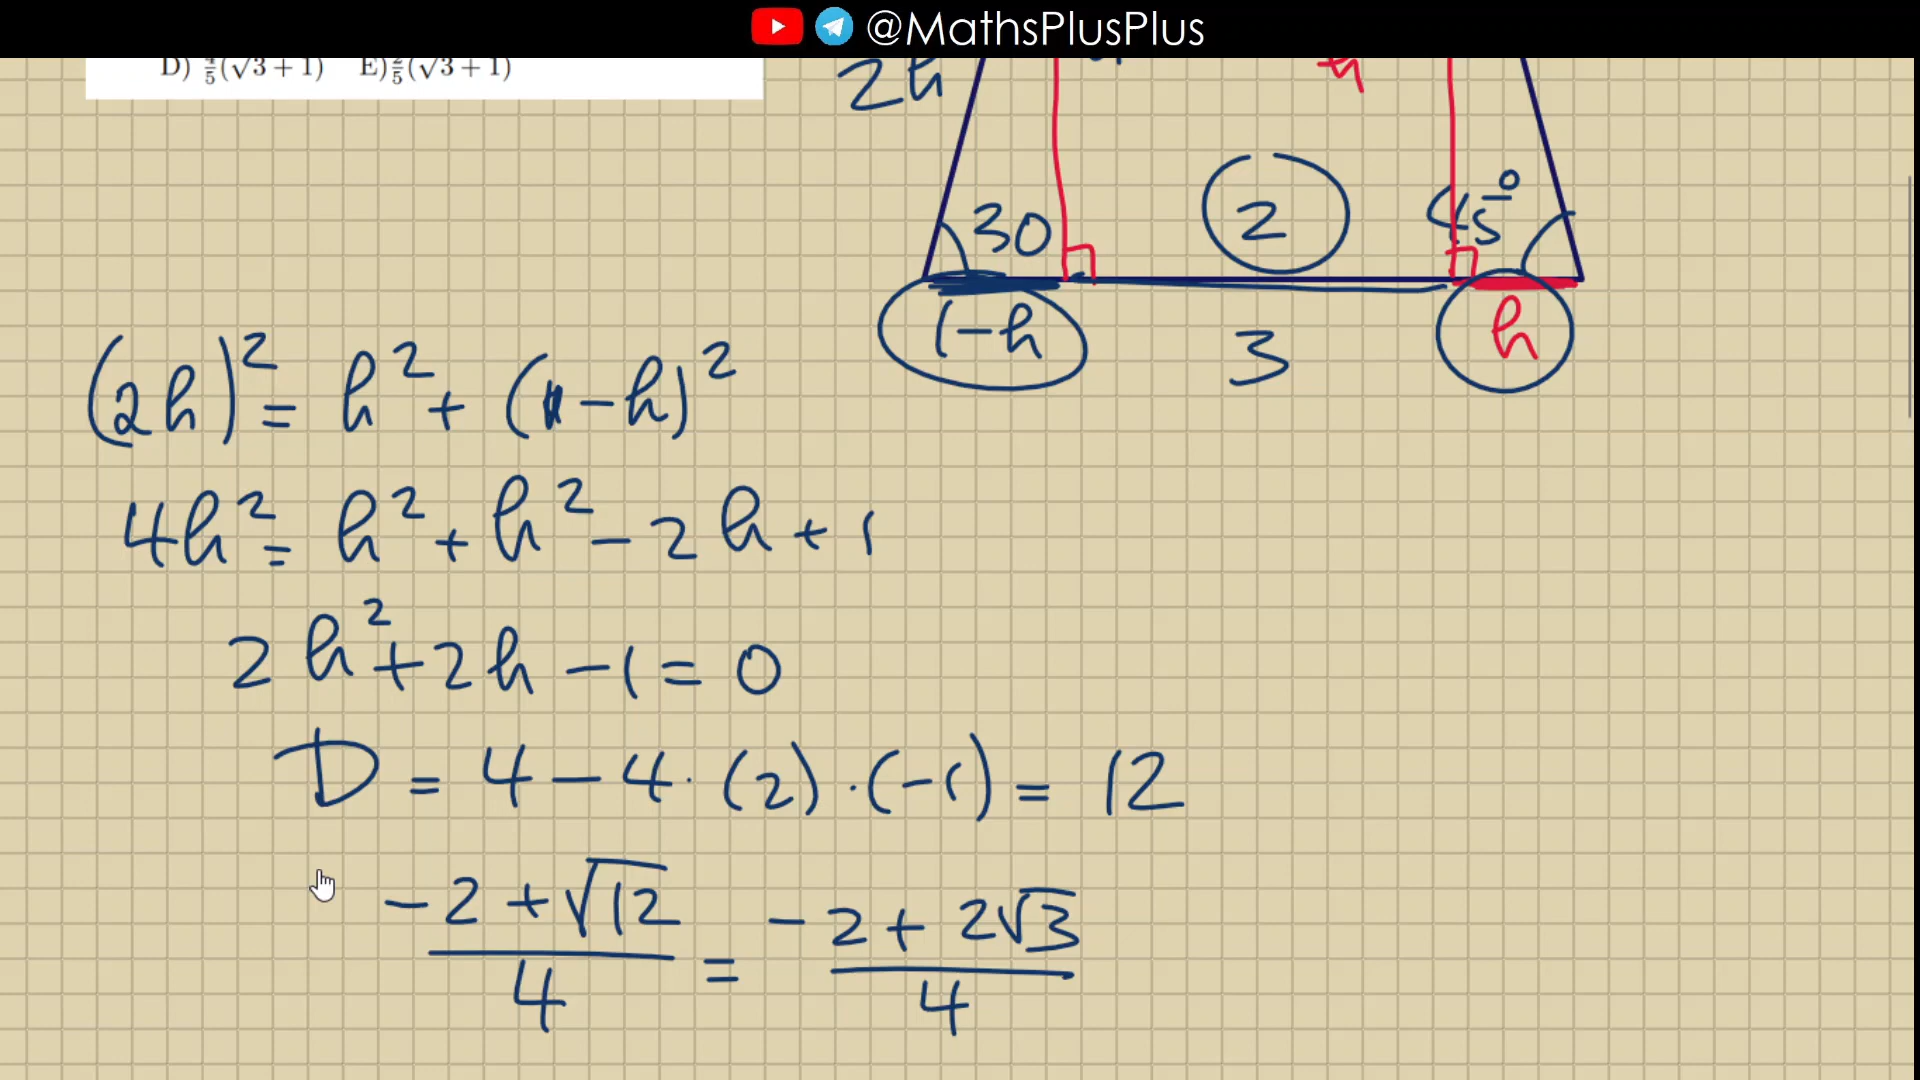 @MathsPlusPlus
D) 4/5(√3 + 1) E) 2/5(√3 + 1)
2h
h
30
2
45°
1-h
3
h
(2h)² = h² + (1-h)²
4h² = h² + h² - 2h + 1
2h² + 2h - 1 = 0
D = 4 - 4·(2)·(-1) = 12
-2 + √12 / 4 = -2 + 2√3 / 4